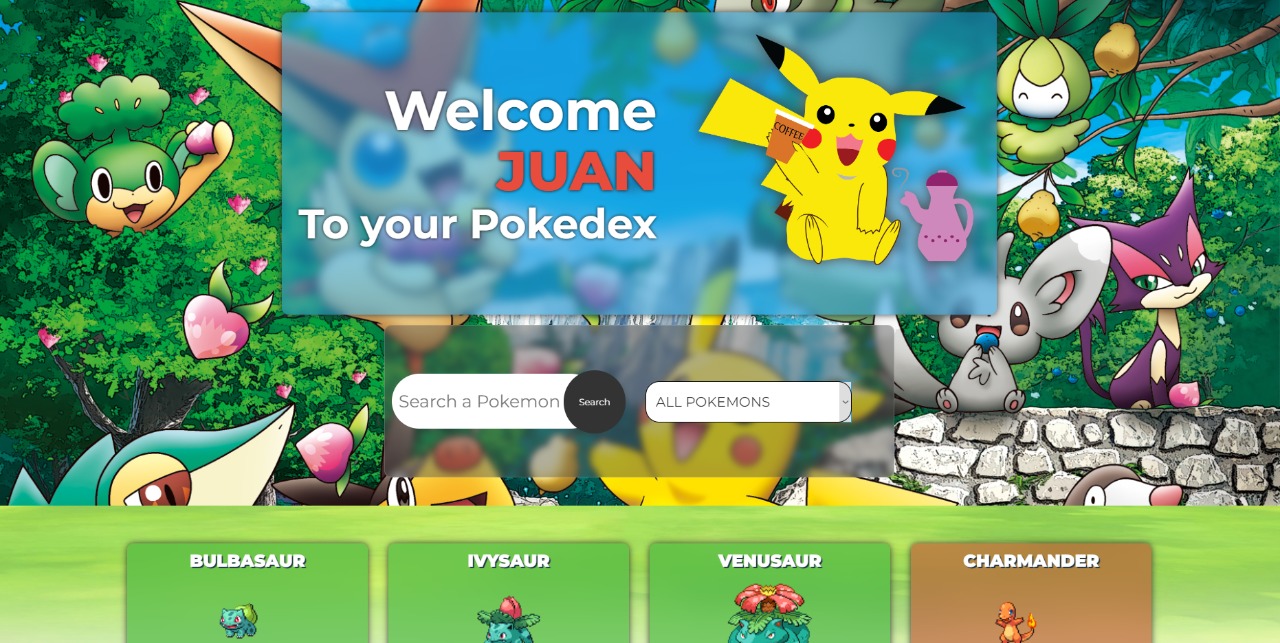 Welcome
JUAN
To your Pokedex
COFFEE
Search a Pokemon
Search
ALL POKEMONS
BULBASAUR
IVYSAUR
VENUSAUR
CHARMANDER